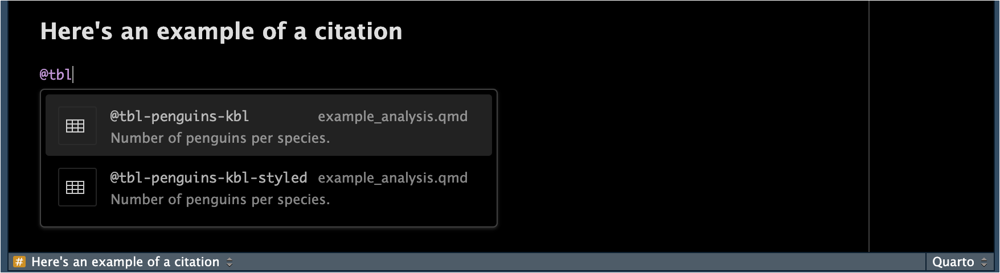 Here's an example of a citation
@tbl
@tbl-penguins-kbl example_analysis.qmd
Number of penguins per species.
@tbl-penguins-kbl-styled example_analysis.qmd
Number of penguins per species.
# Here's an example of a citation Quarto